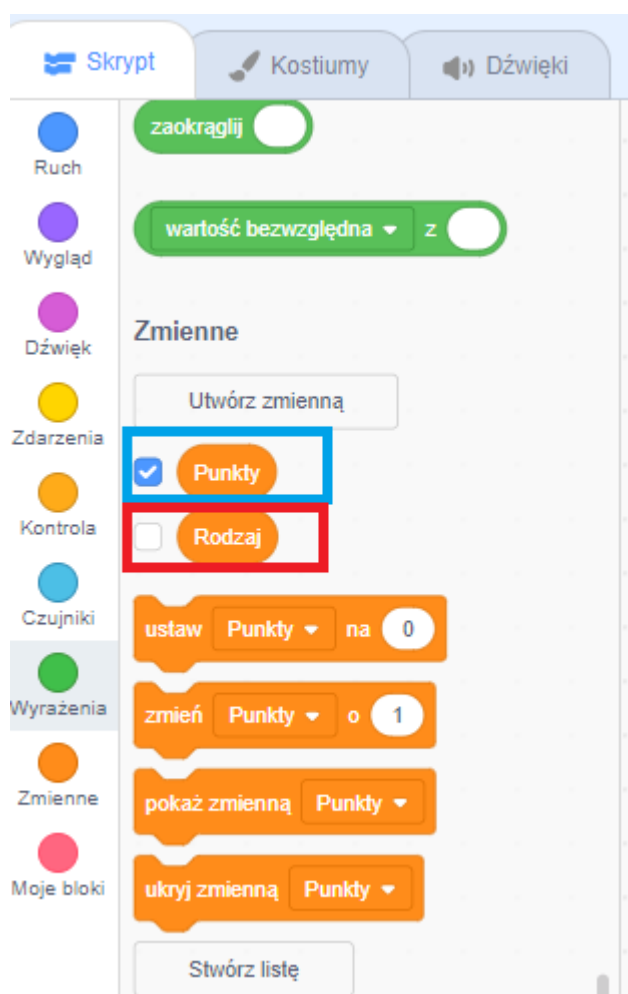 Skrypt Kostiumy Dźwięki
Ruch
Wygląd
Dźwięk
Zdarzenia
Kontrola
Czujniki
Wyrażenia
Zmienne
Moje bloki
zaokrąglij
wartość bezwzględna z
Zmienne
Utwórz zmienną
Punkty
Rodzaj
ustaw Punkty na 0
zmień Punkty o 1
pokaż zmienną Punkty
ukryj zmienną Punkty
Stwórz listę